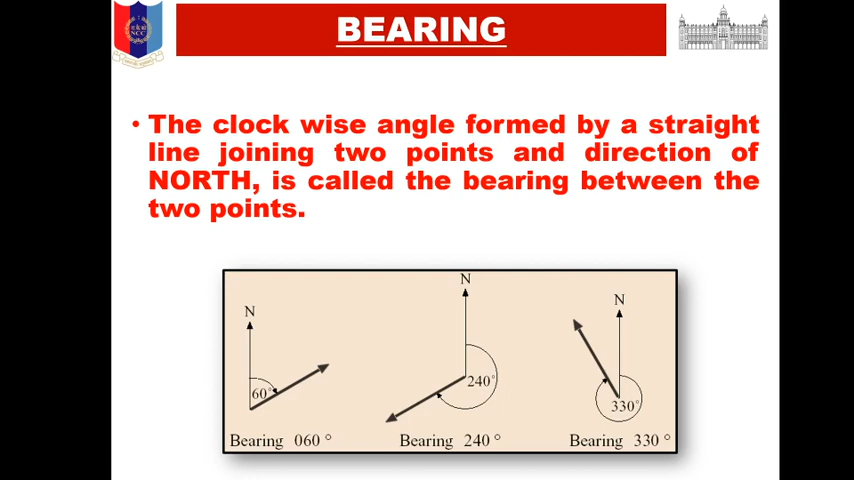 BEARING
• The clock wise angle formed by a straight
line joining two points and direction of
NORTH, is called the bearing between the
two points.
N
N
N
60°
240°
330°
Bearing 060 °
Bearing 240 °
Bearing 330 °